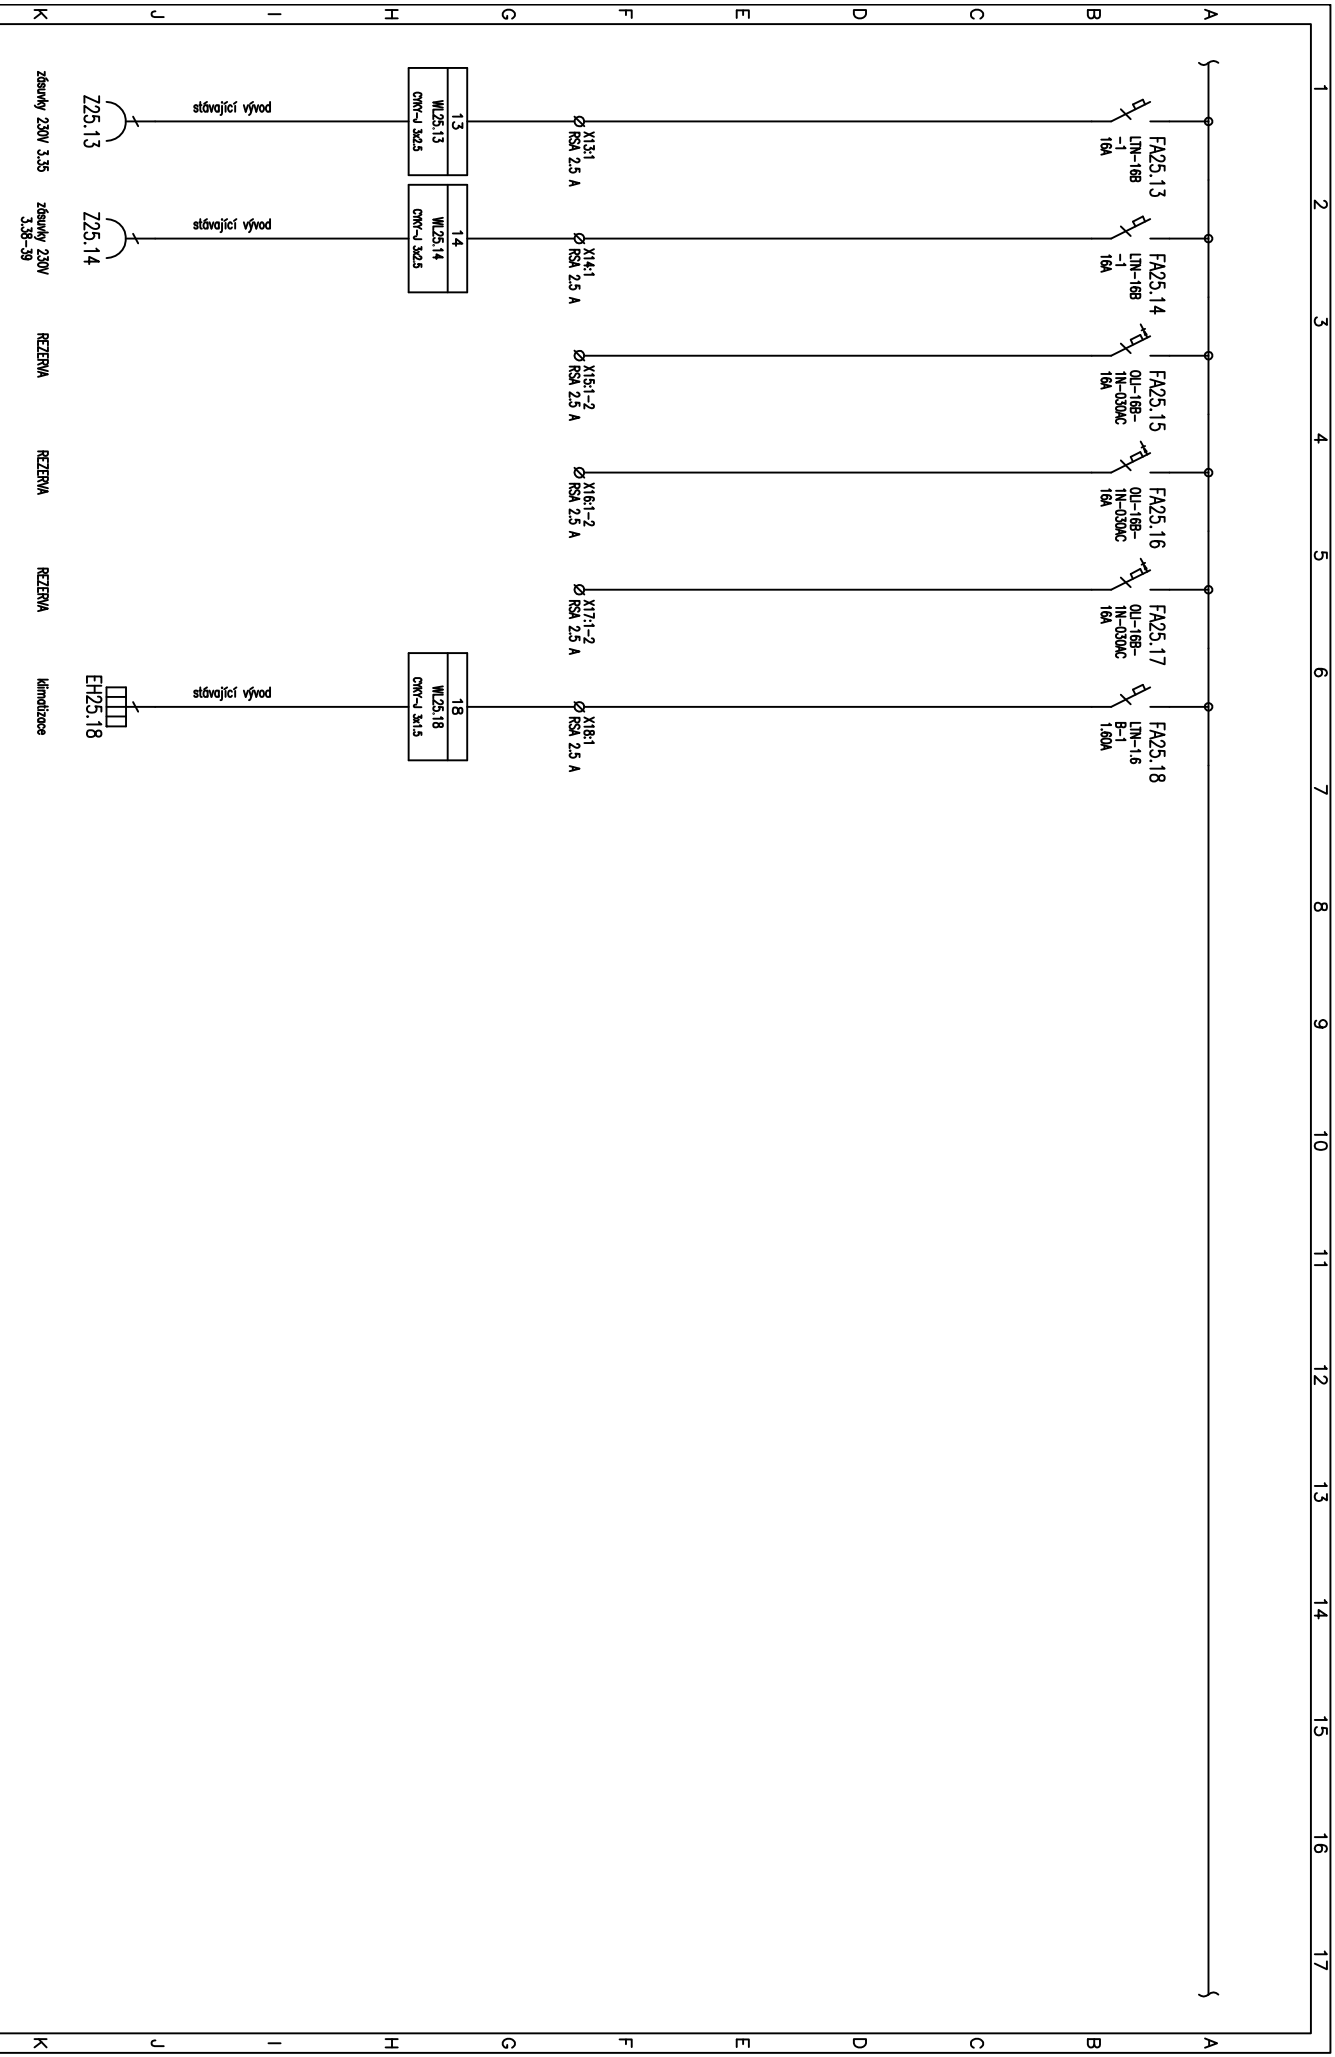 1 2 3 4 5 6 7 8 9 10 11 12 13 14 15 16 17
A
B
C
D
E
F
G
H
I
J
K
A
B
C
D
E
F
G
H
I
J
K
FA25.13
LTN-16B
-1
16A
FA25.14
LTN-16B
-1
16A
FA25.15
OLI-16B-
1N-030AC
16A
FA25.16
OLI-16B-
1N-030AC
16A
FA25.17
OLI-16B-
1N-030AC
16A
FA25.18
LTN-1.6
B-1
1.60A
X13:1
RSA 2.5 A
X14:1
RSA 2.5 A
X15:1-2
RSA 2.5 A
X16:1-2
RSA 2.5 A
X17:1-2
RSA 2.5 A
X18:1
RSA 2.5 A
13
WL25.13
CYKY-J 3x2.5
14
WL25.14
CYKY-J 3x2.5
18
WL25.18
CYKY-J 3x1.5
stávající vývod
stávající vývod
stávající vývod
Z25.13
Z25.14
EH25.18
zásuvky 230V 3.35
zásuvky 230V
3.38-39
REZERVA
REZERVA
REZERVA
klimatizace